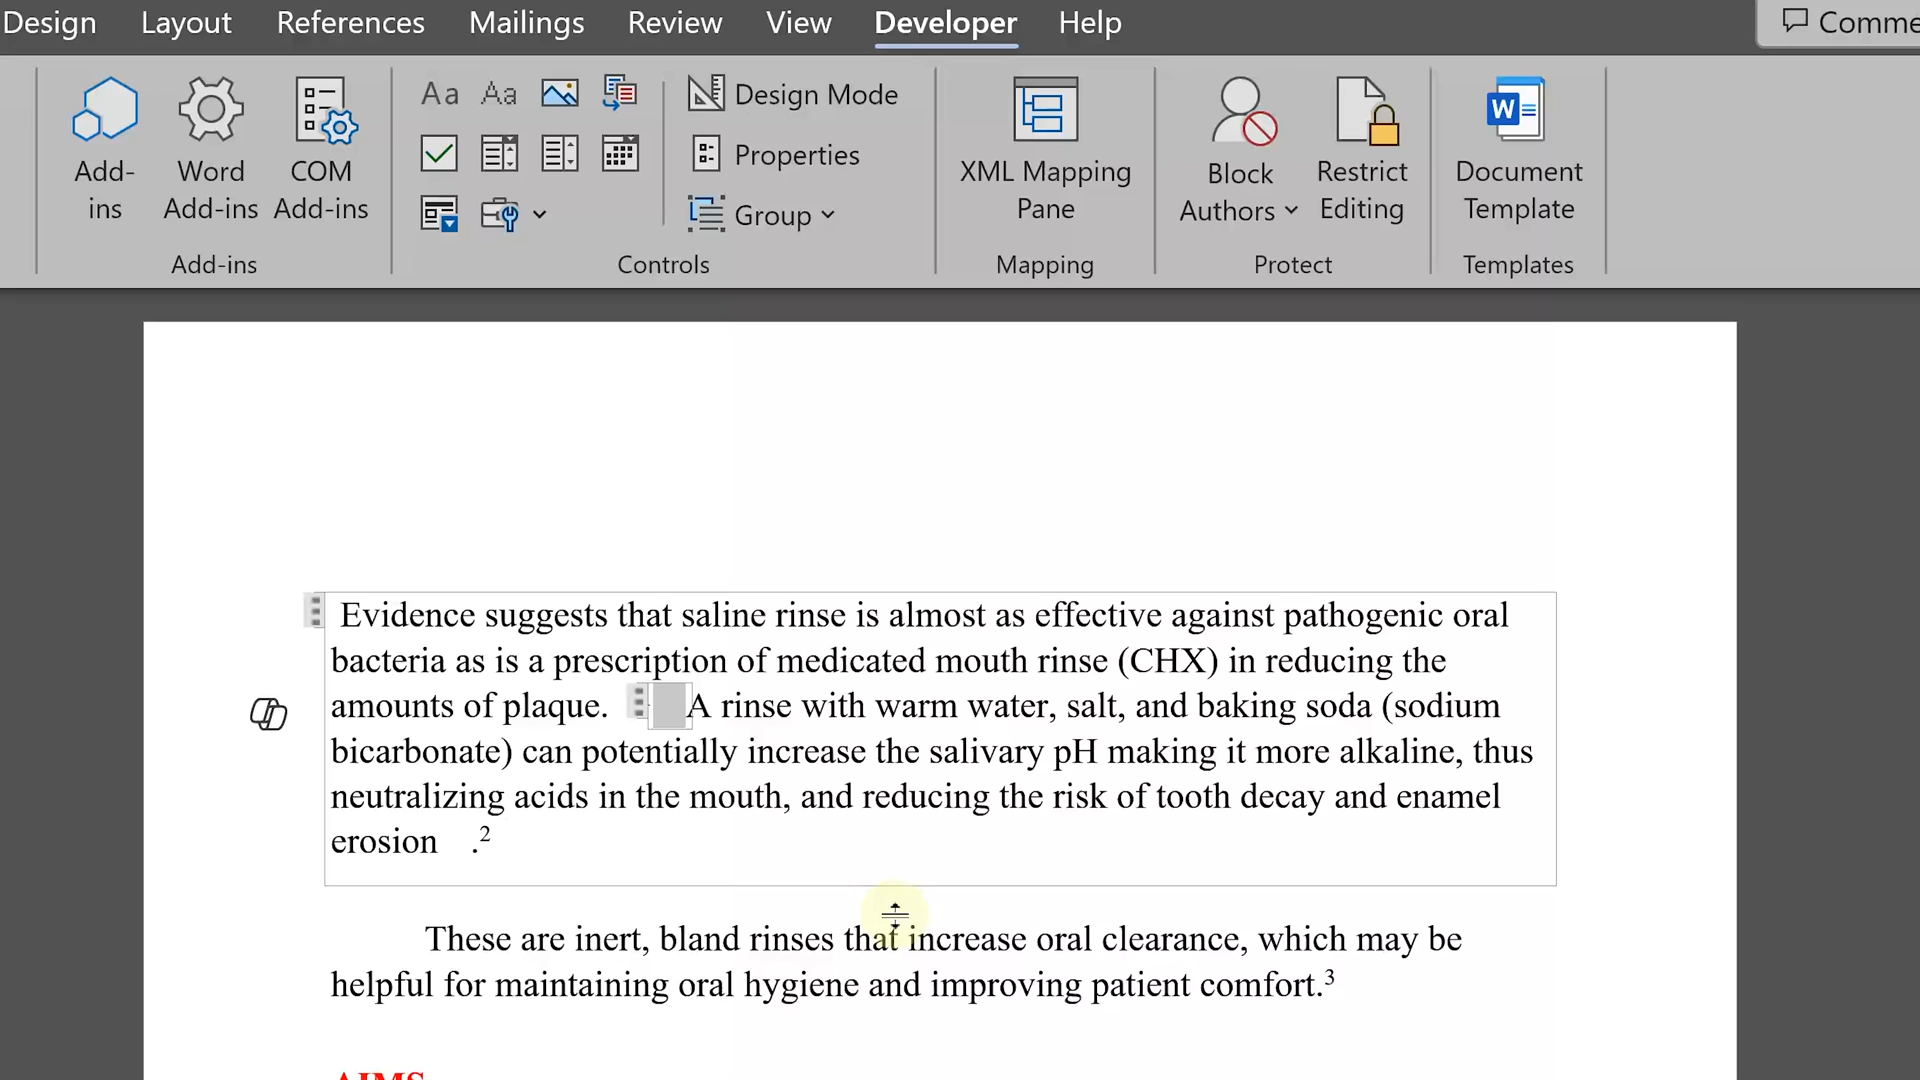 Design Layout References Mailings Review View Developer Help Comme
Add-ins
Word Add-ins
COM Add-ins
Add-ins
Aa Aa
Design Mode
Properties
Group
Controls
XML Mapping Pane
Mapping
Block Authors
Restrict Editing
Protect
W
Document Template
Templates
Evidence suggests that saline rinse is almost as effective against pathogenic oral
bacteria as is a prescription of medicated mouth rinse (CHX) in reducing the
amounts of plaque. A rinse with warm water, salt, and baking soda (sodium
bicarbonate) can potentially increase the salivary pH making it more alkaline, thus
neutralizing acids in the mouth, and reducing the risk of tooth decay and enamel
erosion .2
These are inert, bland rinses that increase oral clearance, which may be
helpful for maintaining oral hygiene and improving patient comfort.3
AIMS